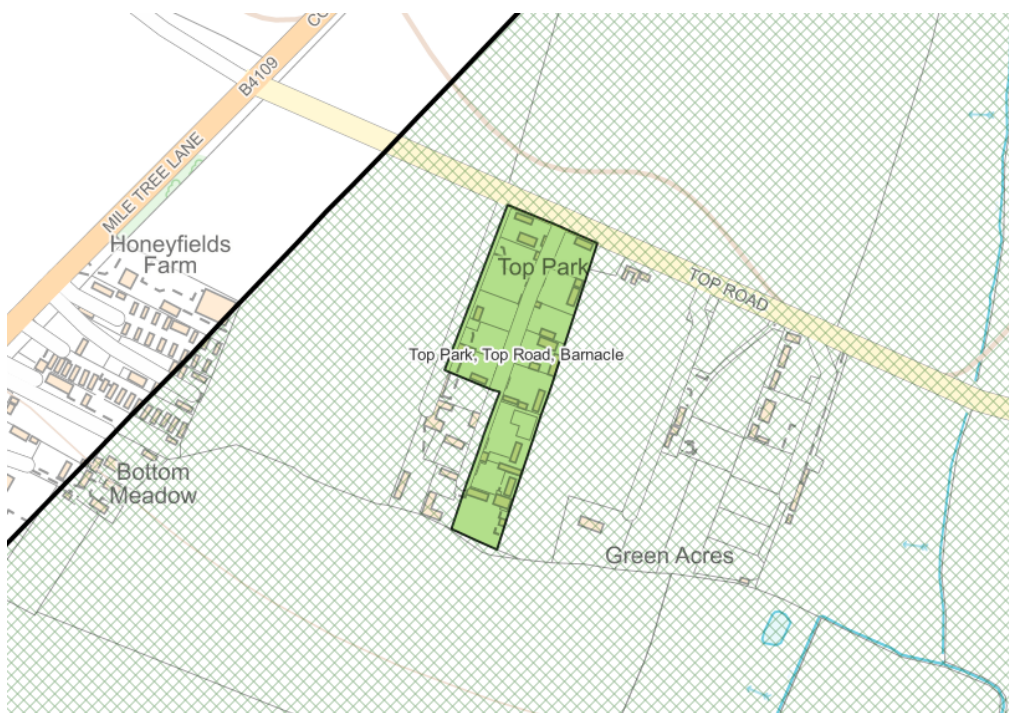 CO
B4109
MILE TREE LANE
Honeyfields
Farm
Top Park
TOP ROAD
Top Park, Top Road, Barnacle
Bottom
Meadow
Green Acres